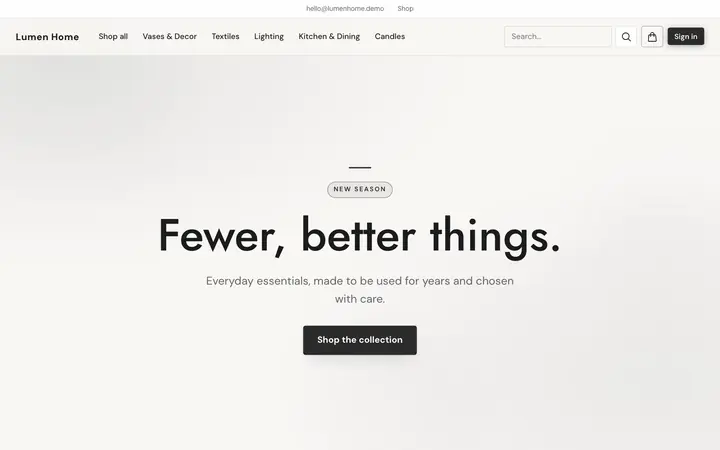 hello@lumenhome.demo Shop
Lumen Home Shop all Vases & Decor Textiles Lighting Kitchen & Dining Candles Search... Sign in
NEW SEASON
Fewer, better things.
Everyday essentials, made to be used for years and chosen
with care.
Shop the collection